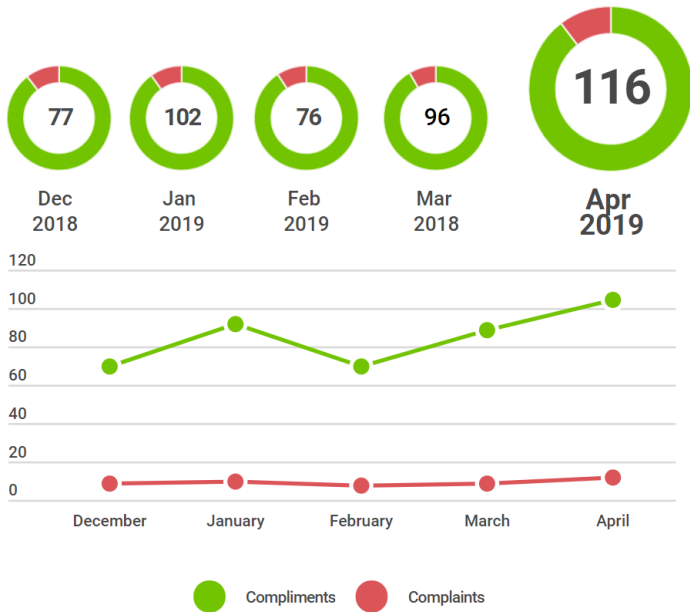 77
102
76
96
116
Dec
2018
Jan
2019
Feb
2019
Mar
2018
Apr
2019
120
100
80
60
40
20
0
December
January
February
March
April
Compliments
Complaints